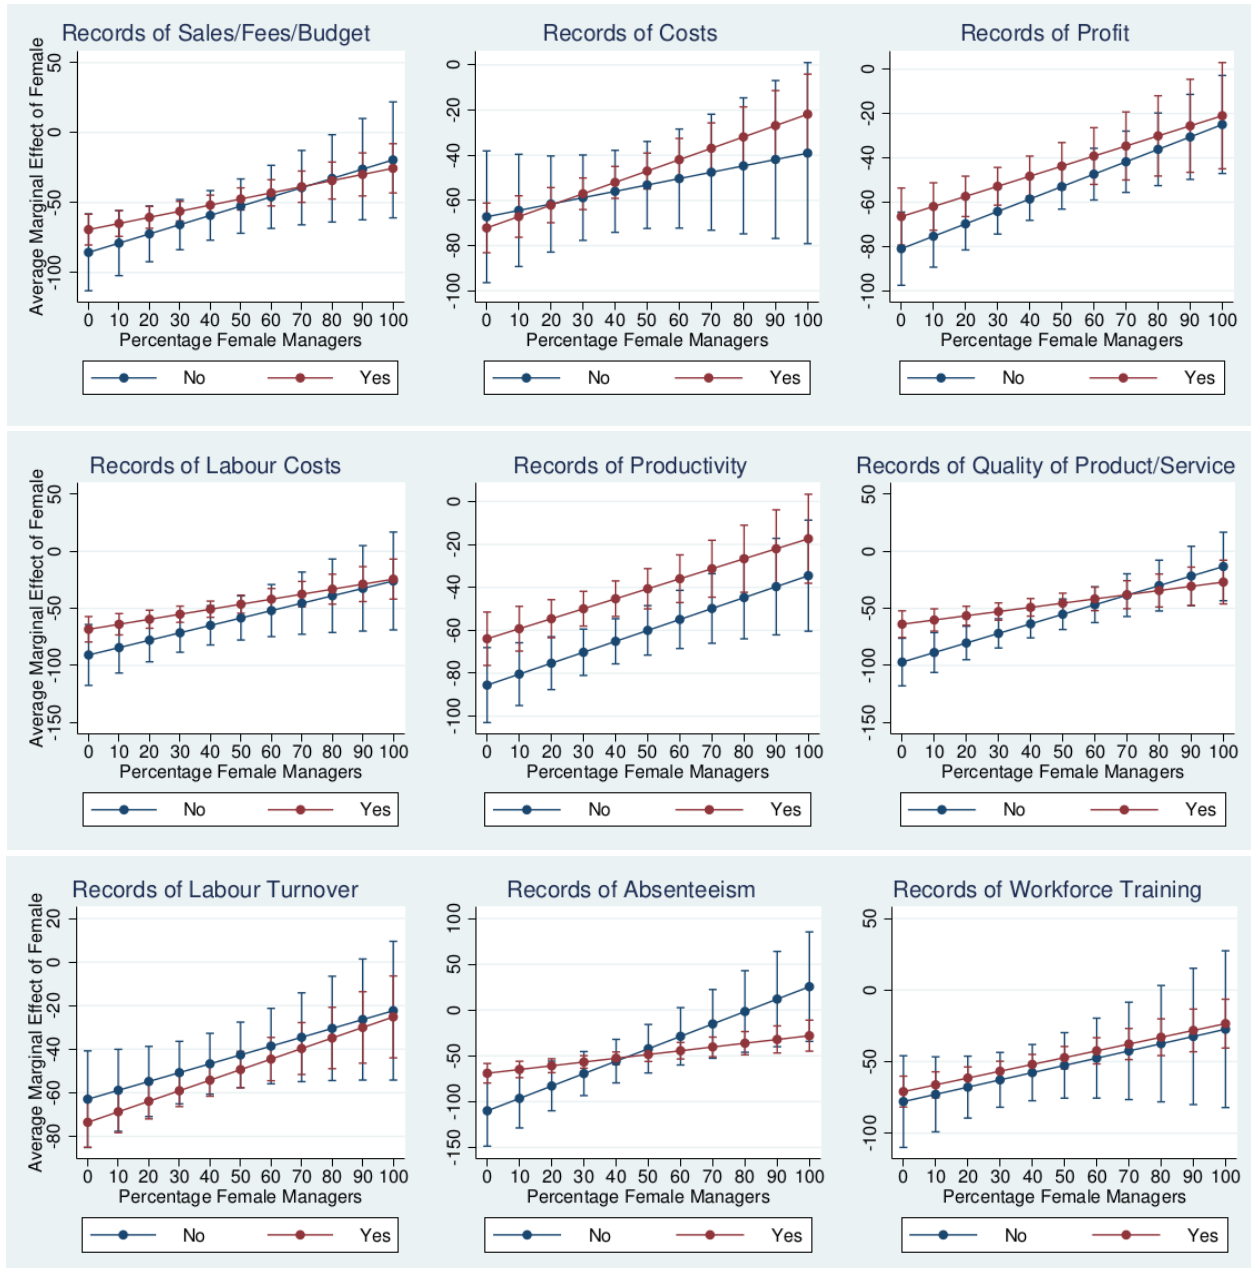 Records of Sales/Fees/Budget
Average Marginal Effect of Female
50
0
-50
-100
0 10 20 30 40 50 60 70 80 90 100
Percentage Female Managers
No Yes
Records of Costs
0
-20
-40
-60
-80
-100
0 10 20 30 40 50 60 70 80 90 100
Percentage Female Managers
No Yes
Records of Profit
0
-20
-40
-60
-80
-100
0 10 20 30 40 50 60 70 80 90 100
Percentage Female Managers
No Yes
Records of Labour Costs
Average Marginal Effect of Female
50
0
-50
-100
-150
0 10 20 30 40 50 60 70 80 90 100
Percentage Female Managers
No Yes
Records of Productivity
0
-20
-40
-60
-80
-100
0 10 20 30 40 50 60 70 80 90 100
Percentage Female Managers
No Yes
Records of Quality of Product/Service
50
0
-50
-100
-150
0 10 20 30 40 50 60 70 80 90 100
Percentage Female Managers
No Yes
Records of Labour Turnover
Average Marginal Effect of Female
20
0
-20
-40
-60
-80
0 10 20 30 40 50 60 70 80 90 100
Percentage Female Managers
No Yes
Records of Absenteeism
100
50
0
-50
-100
-150
0 10 20 30 40 50 60 70 80 90 100
Percentage Female Managers
No Yes
Records of Workforce Training
50
0
-50
-100
0 10 20 30 40 50 60 70 80 90 100
Percentage Female Managers
No Yes